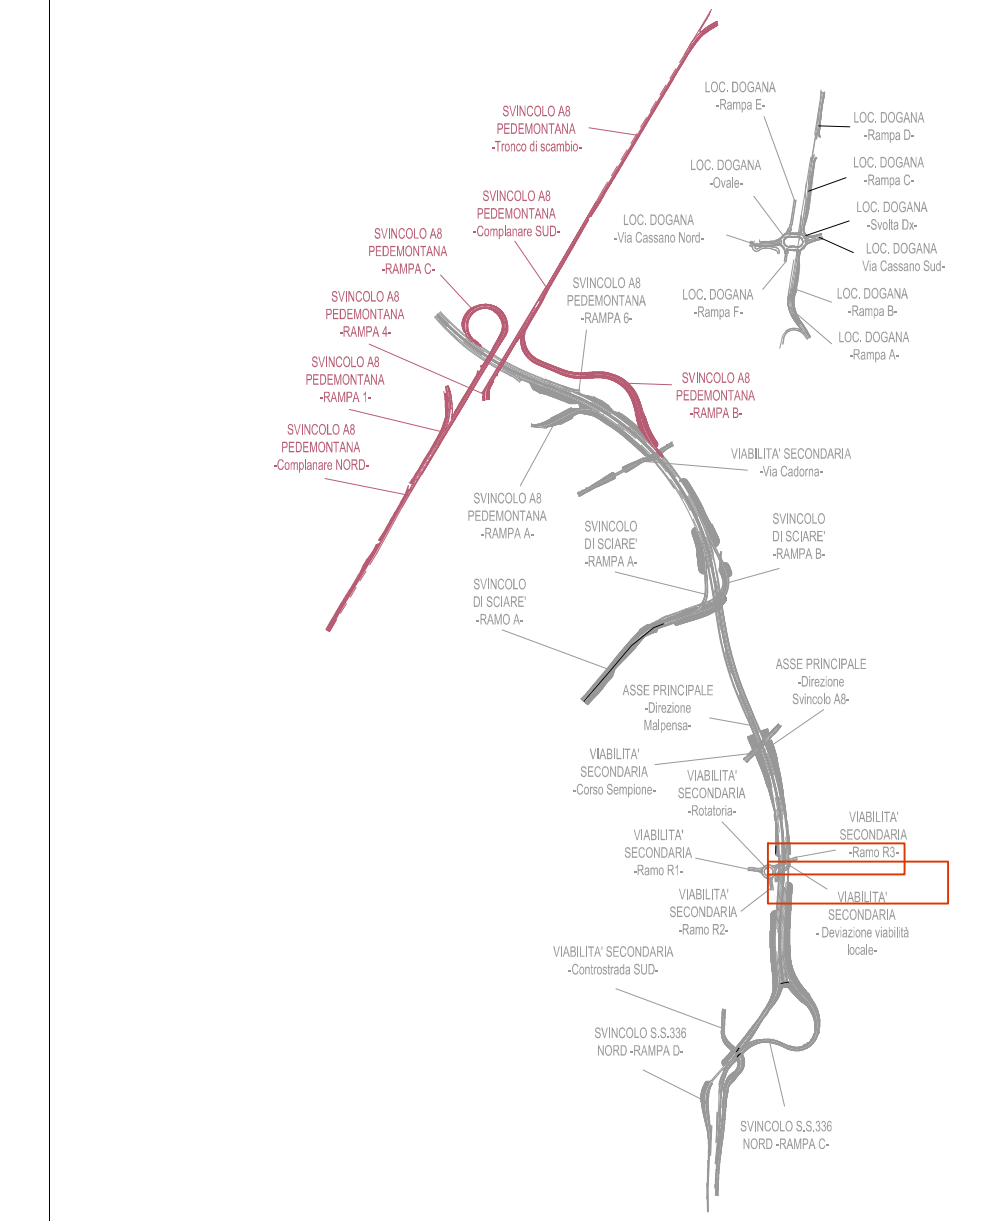 LOC. DOGANA
-Rampa E-
SVINCOLO A8
PEDEMONTANA
-Tronco di scambio-
LOC. DOGANA
-Rampa D-
LOC. DOGANA
-Ovale-
LOC. DOGANA
-Rampa C-
SVINCOLO A8
PEDEMONTANA
-Complanare SUD-
LOC. DOGANA
-Svolta Dx-
LOC. DOGANA
-Via Cassano Nord-
SVINCOLO A8
PEDEMONTANA
-RAMPA C-
LOC. DOGANA
Via Cassano Sud-
SVINCOLO A8
PEDEMONTANA
-RAMPA 6-
SVINCOLO A8
PEDEMONTANA
-RAMPA 4-
LOC. DOGANA
-Rampa F-
LOC. DOGANA
-Rampa B-
LOC. DOGANA
-Rampa A-
SVINCOLO A8
PEDEMONTANA
-RAMPA 1-
SVINCOLO A8
PEDEMONTANA
-RAMPA B-
SVINCOLO A8
PEDEMONTANA
-Complanare NORD-
VIABILITA' SECONDARIA
-Via Cadorna-
SVINCOLO A8
PEDEMONTANA
-RAMPA A-
SVINCOLO
DI SCIARE'
-RAMPA A-
SVINCOLO
DI SCIARE'
-RAMPA B-
SVINCOLO
DI SCIARE'
-RAMO A-
ASSE PRINCIPALE
-Direzione
Svincolo A8-
ASSE PRINCIPALE
-Direzione
Malpensa-
VIABILITA'
SECONDARIA
-Corso Sempione-
VIABILITA'
SECONDARIA
-Rotatoria-
VIABILITA'
SECONDARIA
-Ramo R3-
VIABILITA'
SECONDARIA
-Ramo R1-
VIABILITA'
SECONDARIA
-Ramo R2-
VIABILITA'
SECONDARIA
- Deviazione viabilità
locale-
VIABILITA' SECONDARIA
-Controstrada SUD-
SVINCOLO S.S.336
NORD -RAMPA D-
SVINCOLO S.S.336
NORD -RAMPA C-